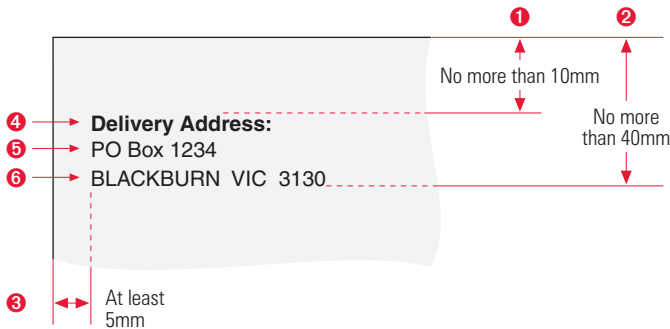 1 2
No more than 10mm
No more
than 40mm
4 Delivery Address:
5 PO Box 1234
6 BLACKBURN VIC 3130
3 At least
5mm